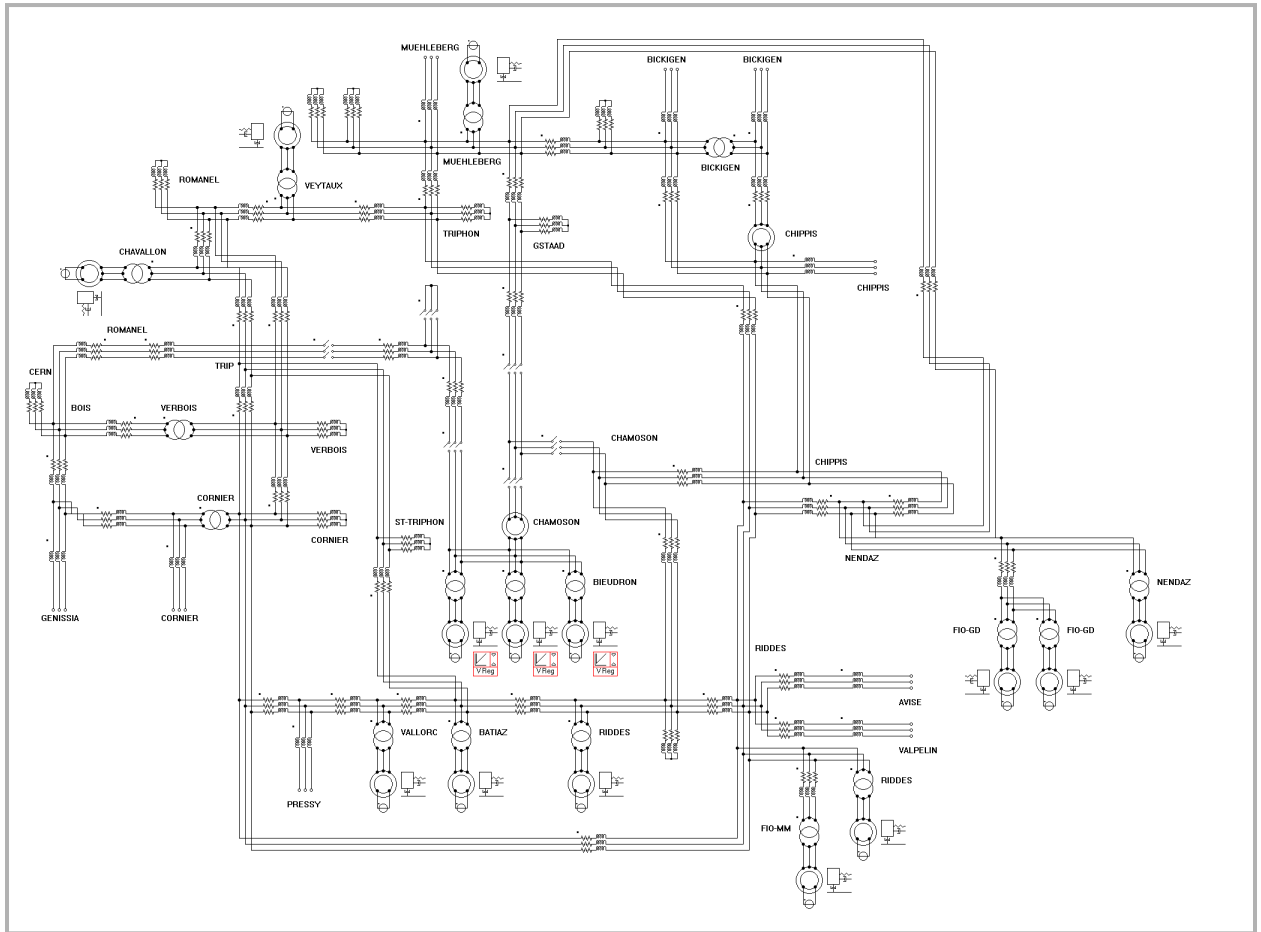 MUEHLEBERG
BICKIGEN
BICKIGEN
MUEHLEBERG
BICKIGEN
ROMANEL
VEYTAUX
TRIPHON
GSTAAD
CHIPPIS
CHAVALLON
CHIPPIS
ROMANEL
TRIP
CERN
BOIS
VERBOIS
VERBOIS
CHAMOSON
CHIPPIS
CORNIER
ST-TRIPHON
CHAMOSON
CORNIER
NENDAZ
BIEUDRON
NENDAZ
GENISSIA
CORNIER
FIO-GD
FIO-GD
RIDDES
V Reg
V Reg
V Reg
AVISE
VALLORC
BATIAZ
RIDDES
VALPELIN
RIDDES
PRESSY
FIO-MM